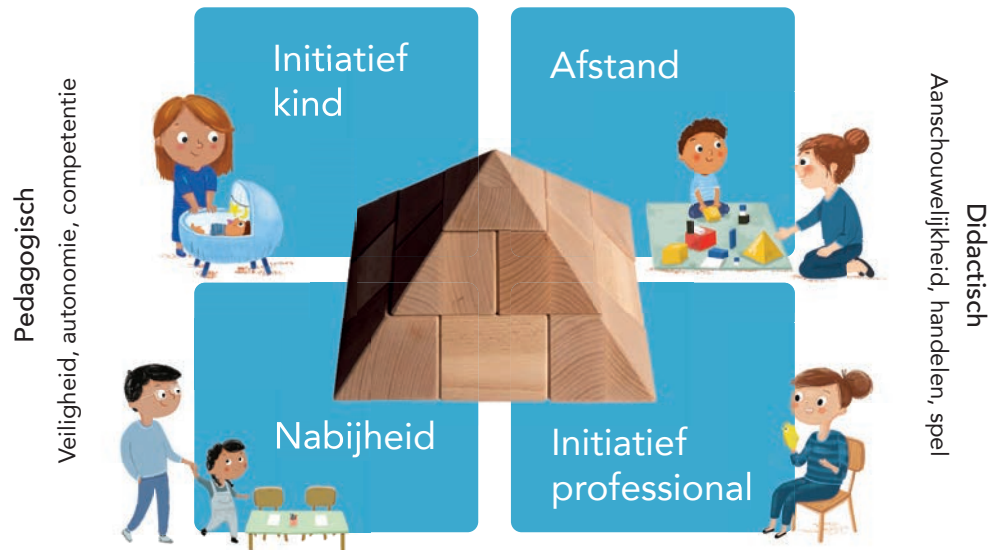 Pedagogisch
Veiligheid, autonomie, competentie
Initiatief
kind
Afstand
Nabijheid
Initiatief
professional
Didactisch
Aanschouwelijkheid, handelen, spel